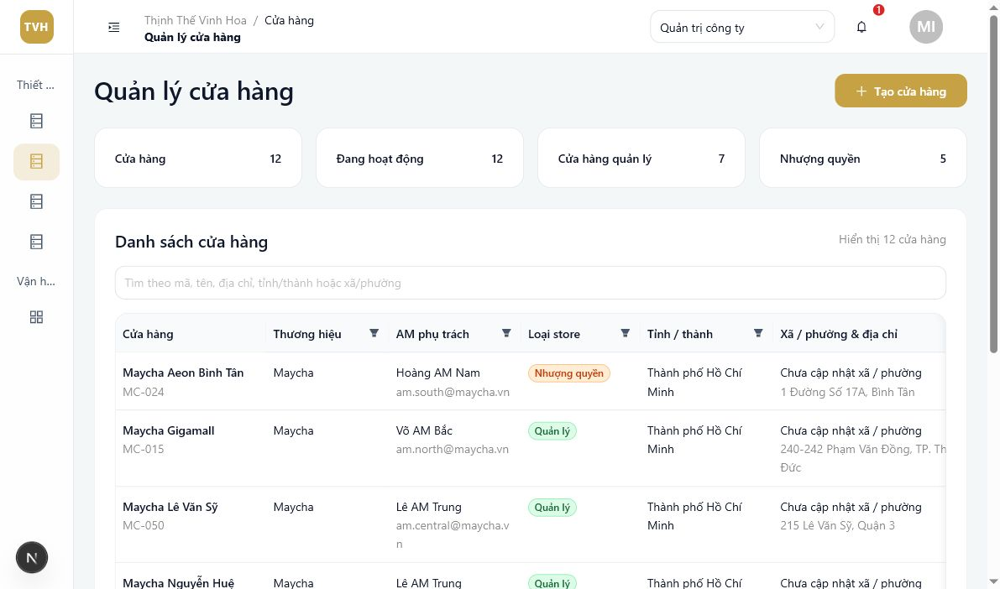 TVH
Thịnh Thế Vinh Hoa / Cửa hàng
Quản lý cửa hàng
Quản trị công ty
1
MI
Thiết ...
Vận h...
N
Quản lý cửa hàng
+ Tạo cửa hàng
Cửa hàng 12
Đang hoạt động 12
Cửa hàng quản lý 7
Nhượng quyền 5
Danh sách cửa hàng
Hiển thị 12 cửa hàng
Tìm theo mã, tên, địa chỉ, tỉnh/thành hoặc xã/phường
Cửa hàng Thương hiệu AM phụ trách Loại store Tỉnh / thành Xã / phường & địa chỉ
Maycha Aeon Bình Tân Maycha Hoàng AM Nam Nhượng quyền Thành phố Hồ Chí Chưa cập nhật xã / phường
MC-024 am.south@maycha.vn Minh 1 Đường Số 17A, Bình Tân
Maycha Gigamall Maycha Võ AM Bắc Quản lý Thành phố Hồ Chí Chưa cập nhật xã / phường
MC-015 am.north@maycha.vn Minh 240-242 Phạm Văn Đồng, TP. Th
Đức
Maycha Lê Văn Sỹ Maycha Lê AM Trung Quản lý Thành phố Hồ Chí Chưa cập nhật xã / phường
MC-050 am.central@maycha.v Minh 215 Lê Văn Sỹ, Quận 3
n
Maycha Nguyễn Huệ Maycha Lê AM Trung Quản lý Thành phố Hồ Chí Chưa cập nhật xã / phường